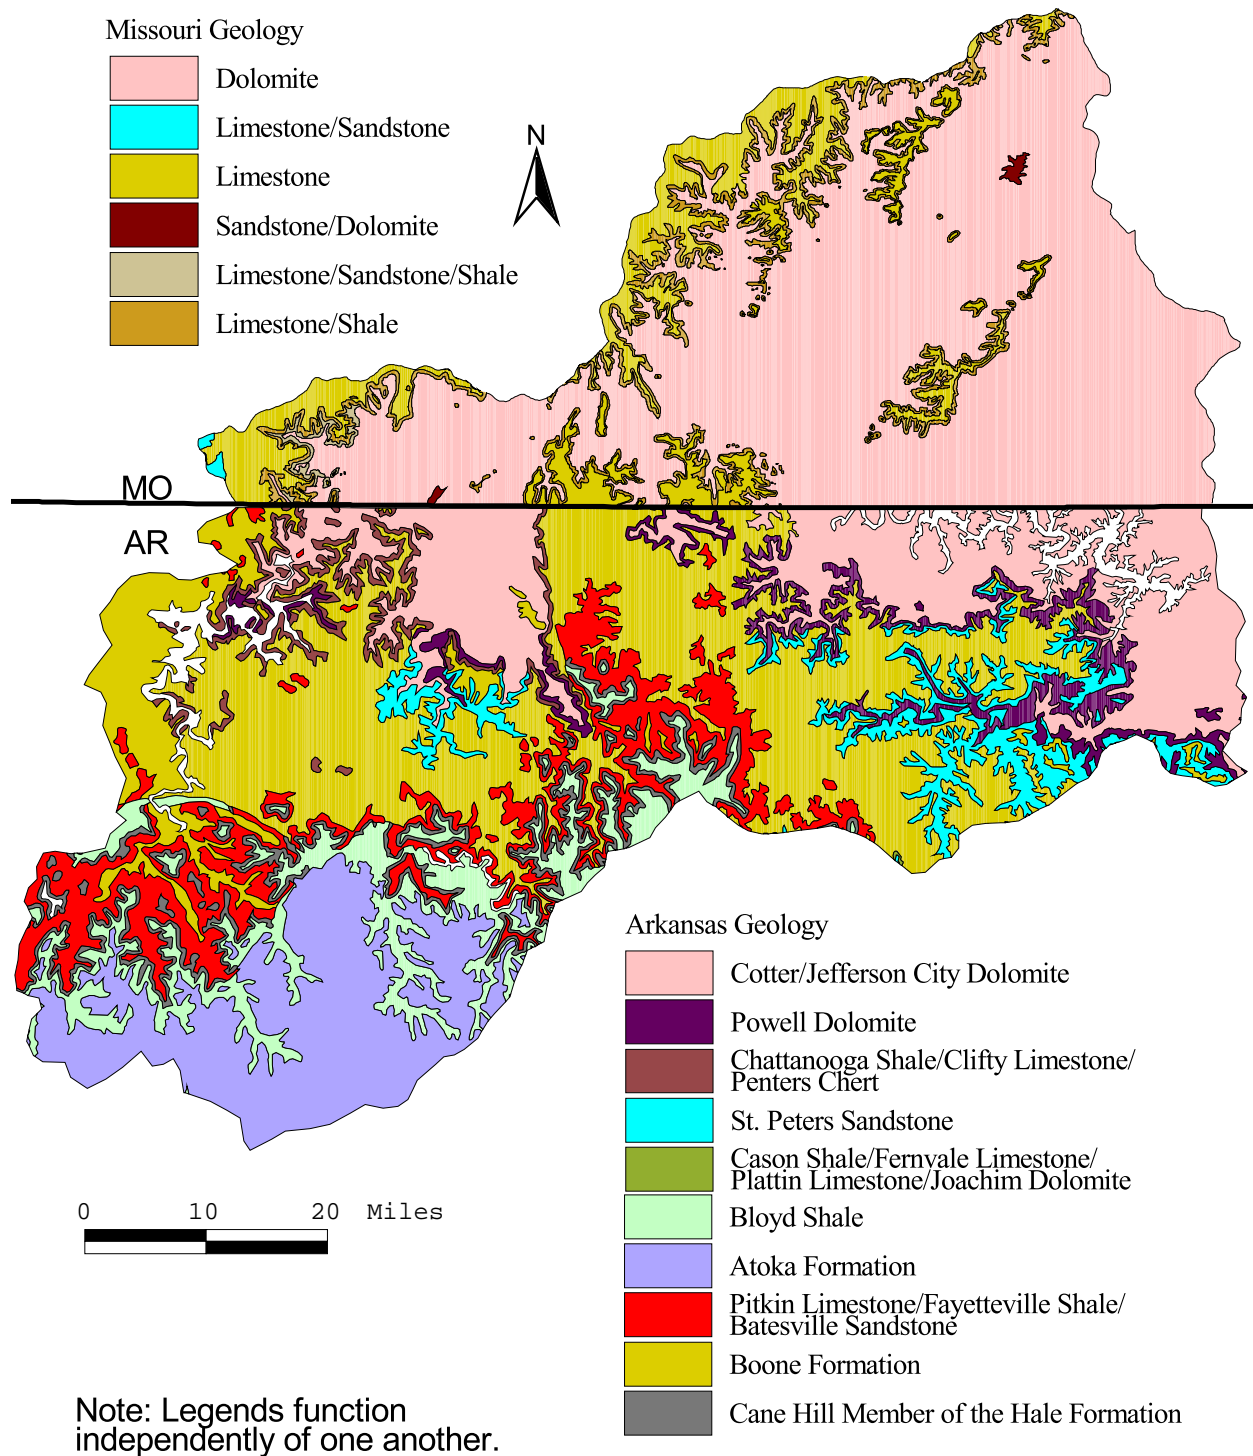 Missouri Geology
Dolomite
Limestone/Sandstone
Limestone
Sandstone/Dolomite
Limestone/Sandstone/Shale
Limestone/Shale
N
MO
AR
Arkansas Geology
Cotter/Jefferson City Dolomite
Powell Dolomite
Chattanooga Shale/Clifty Limestone/
Penters Chert
St. Peters Sandstone
Cason Shale/Fernvale Limestone/
Plattin Limestone/Joachim Dolomite
Bloyd Shale
Atoka Formation
Pitkin Limestone/Fayetteville Shale/
Batesville Sandstone
Boone Formation
Cane Hill Member of the Hale Formation
0 10 20 Miles
Note: Legends function
independently of one another.